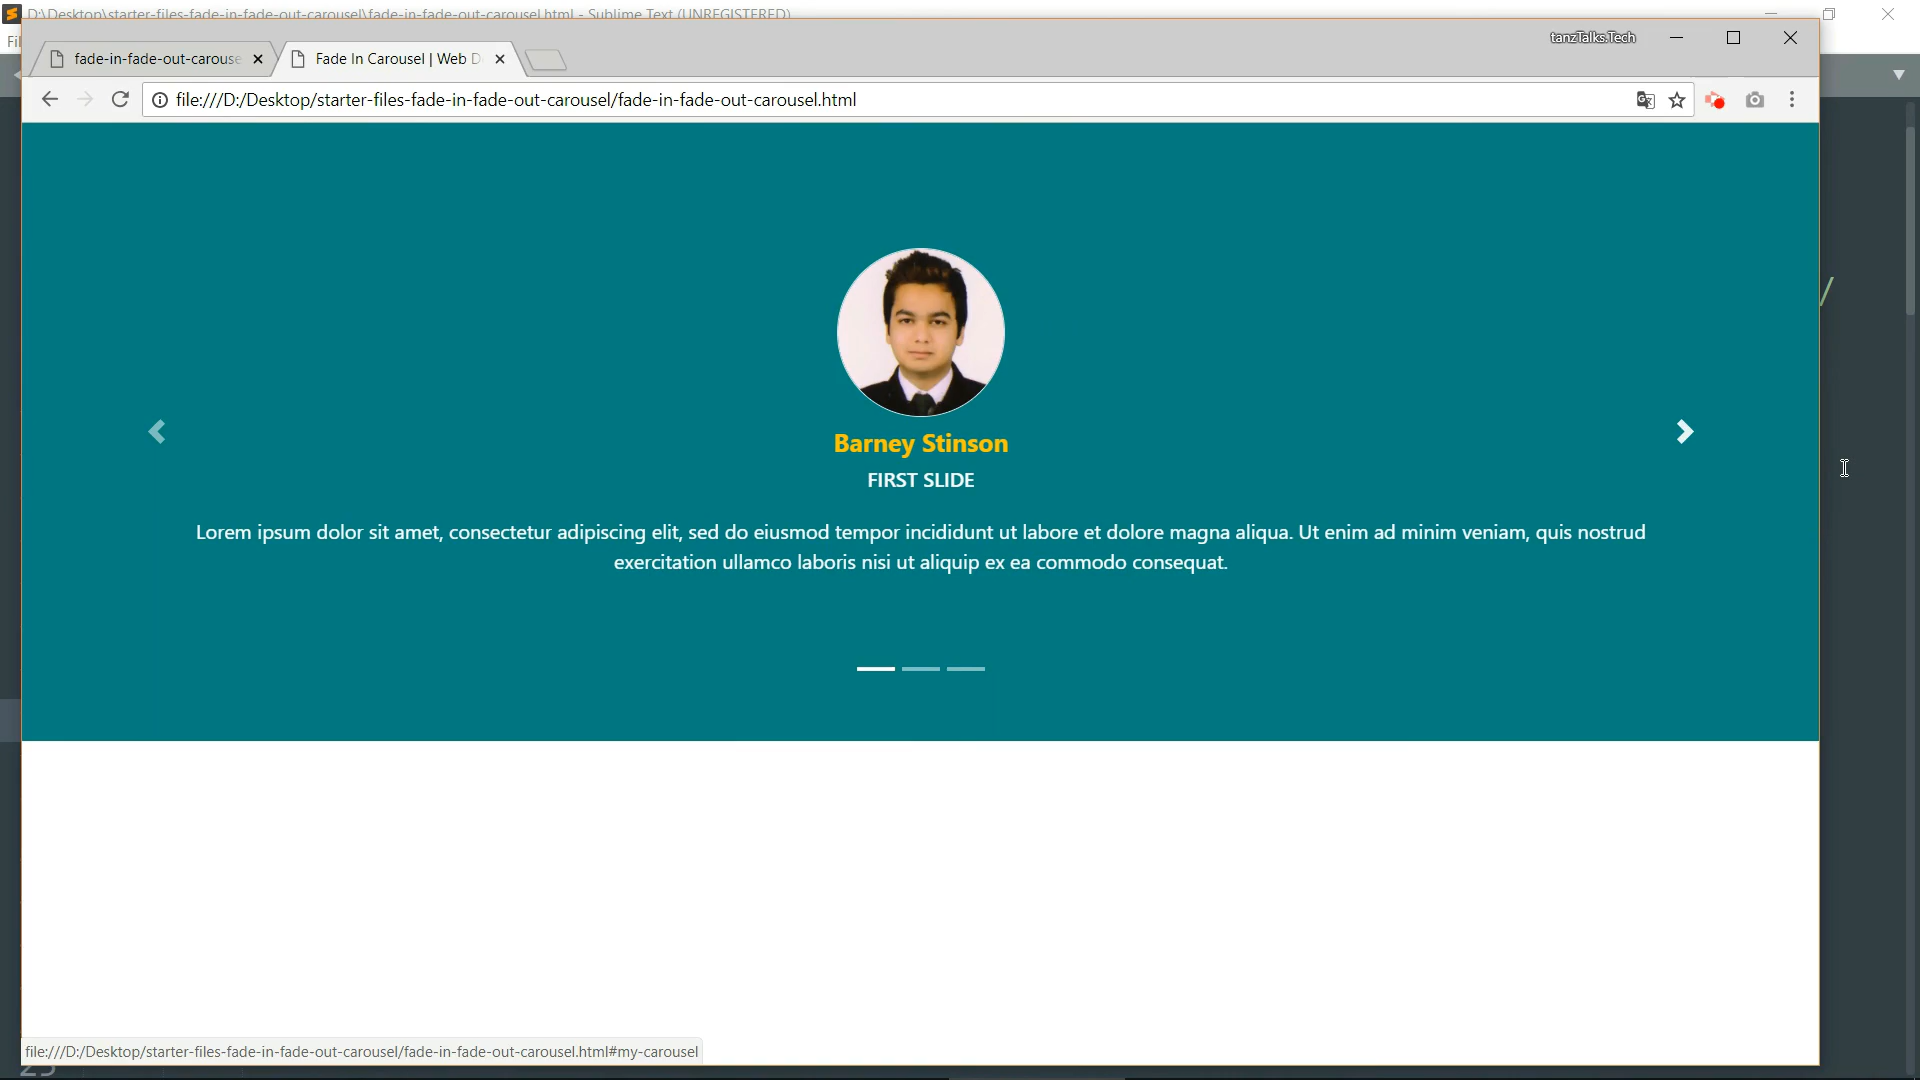 D:\Desktop\starter-files-fade-in-fade-out-carousel\fade-in-fade-out-carousel.html - Sublime Text (UNREGISTERED)
tanzTalks.Tech
fade-in-fade-out-carouse
Fade In Carousel | Web D
file:///D:/Desktop/starter-files-fade-in-fade-out-carousel/fade-in-fade-out-carousel.html
/
Barney Stinson
FIRST SLIDE
Lorem ipsum dolor sit amet, consectetur adipiscing elit, sed do eiusmod tempor incididunt ut labore et dolore magna aliqua. Ut enim ad minim veniam, quis nostrud
exercitation ullamco laboris nisi ut aliquip ex ea commodo consequat.
file:///D:/Desktop/starter-files-fade-in-fade-out-carousel/fade-in-fade-out-carousel.html#my-carousel